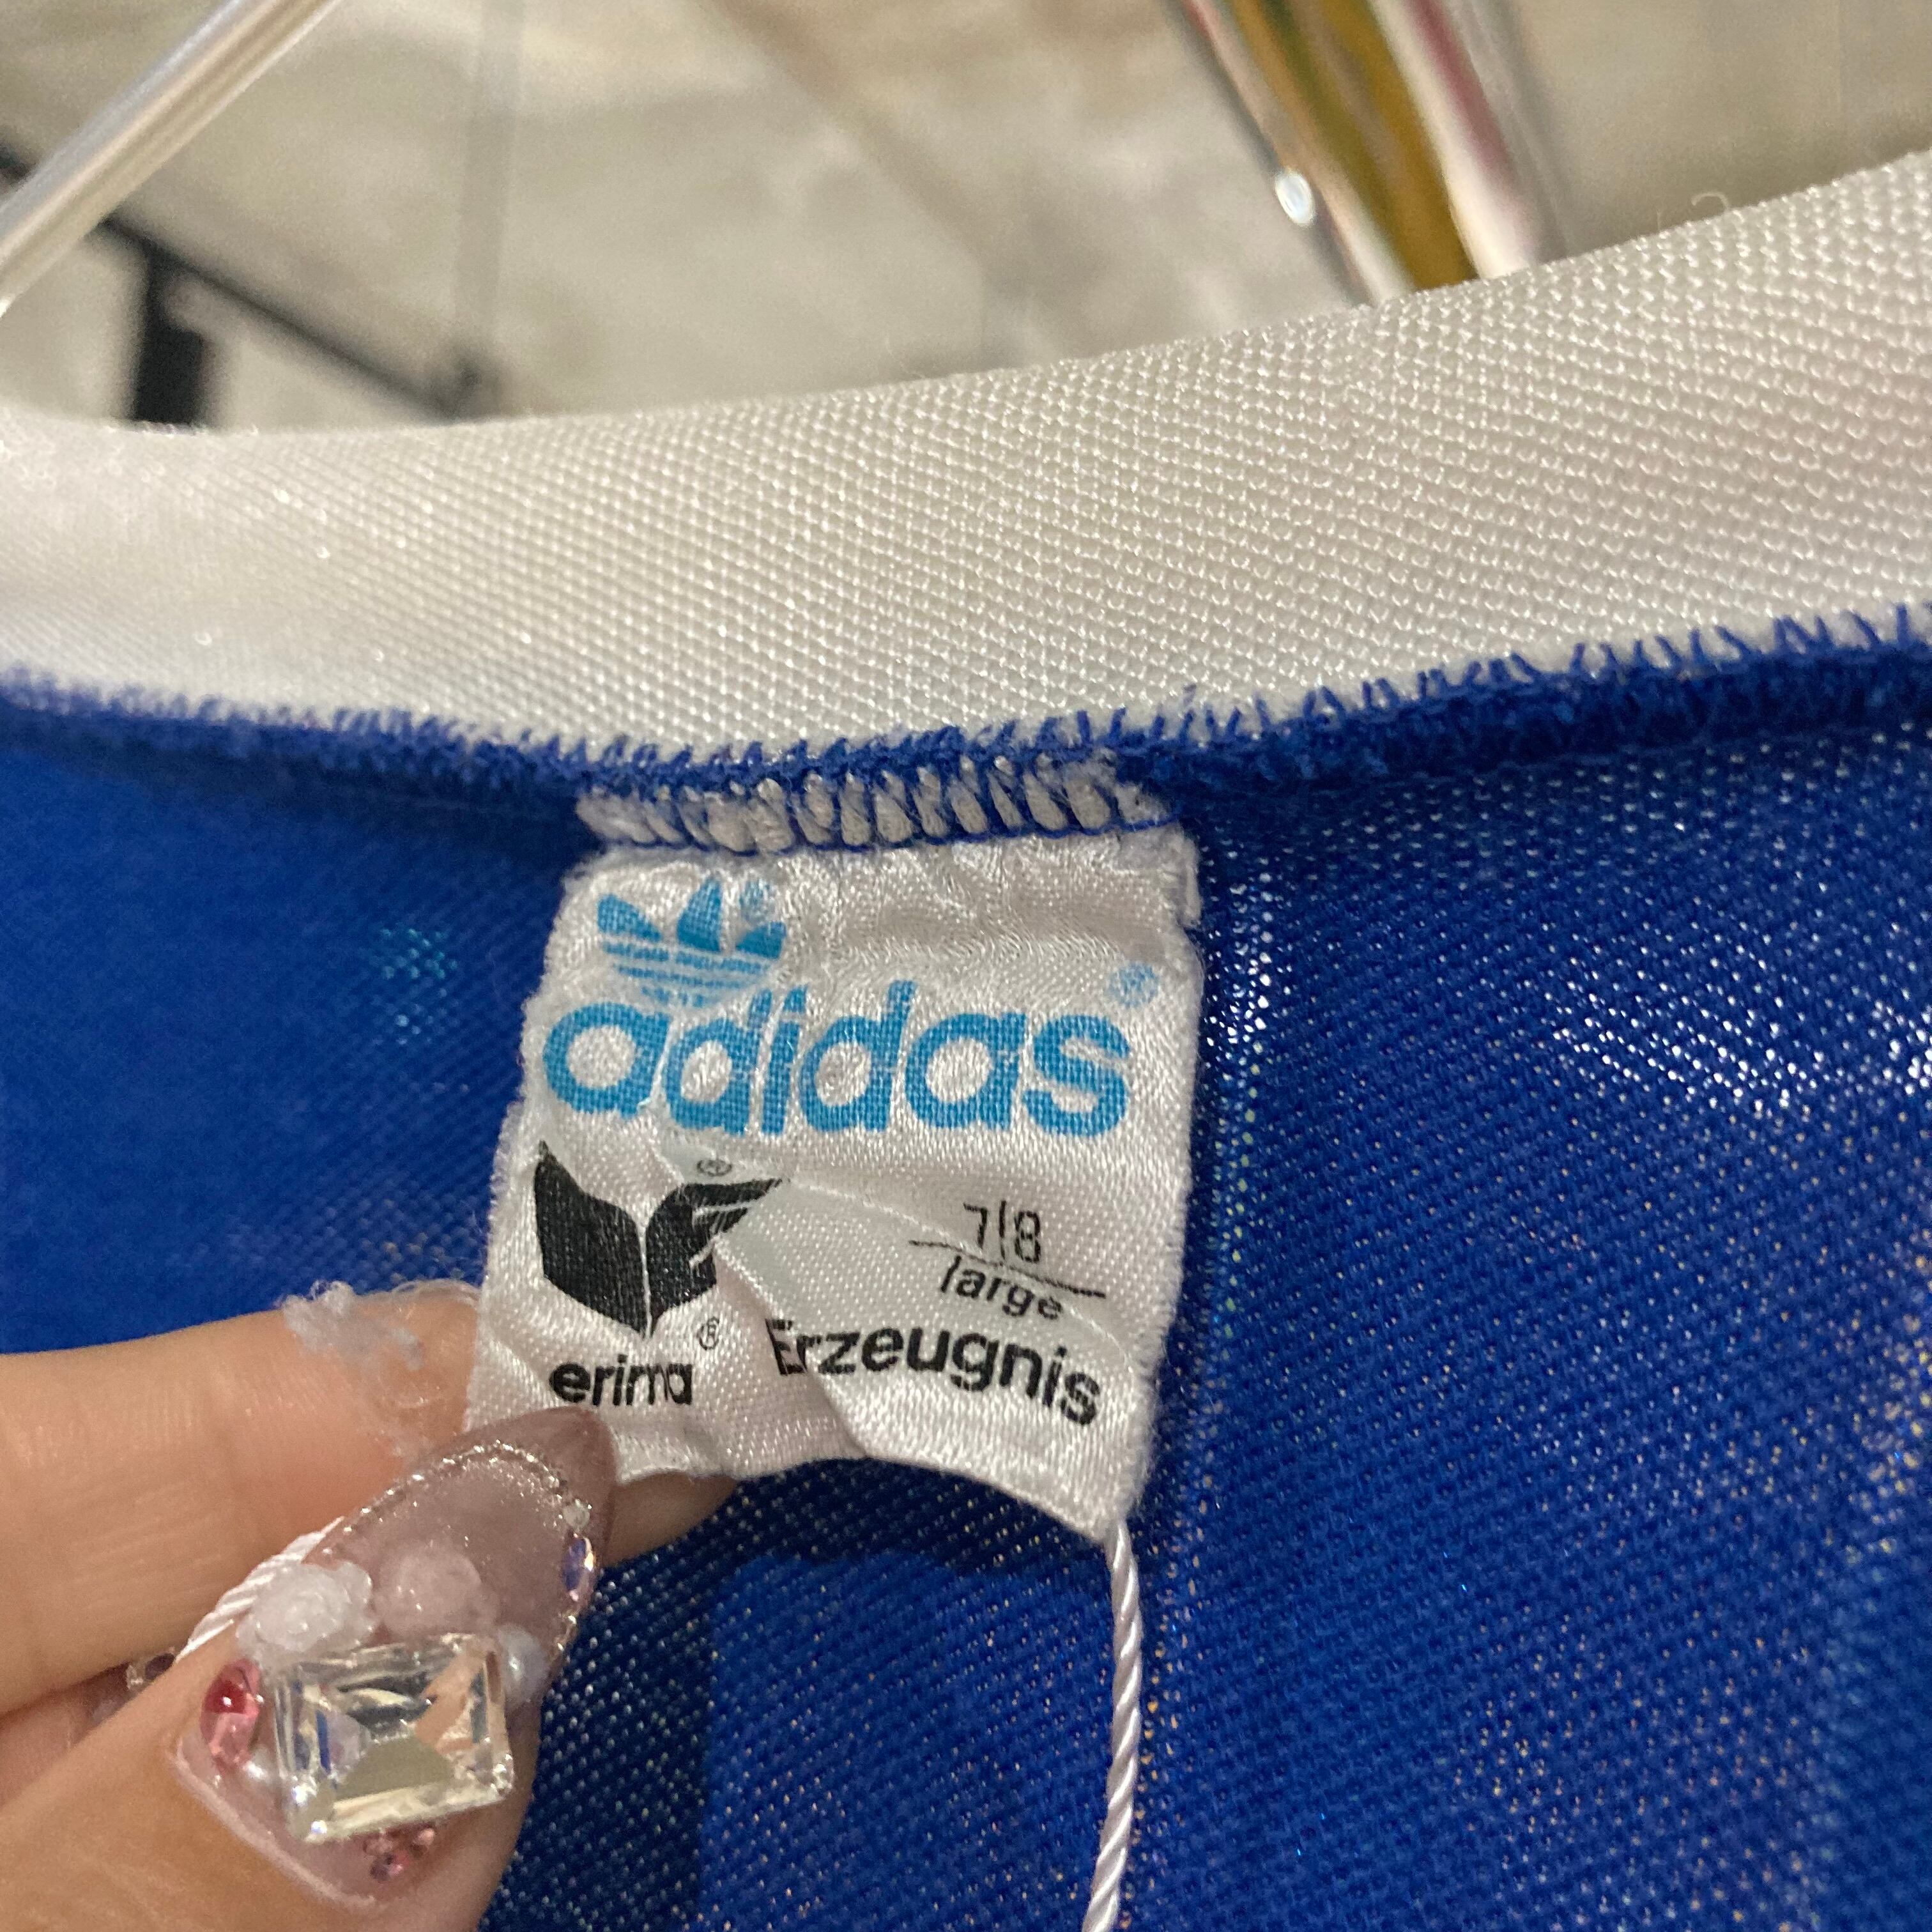 adidas®
®
7/8
large
erima® Erzeugnis